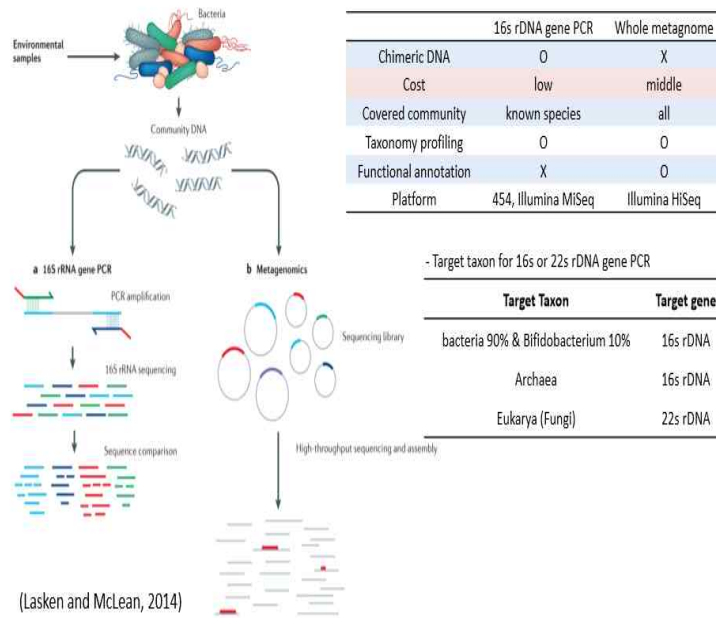 Bacteria
Environmental
samples
Community DNA
a 16S rRNA gene PCR
PCR amplification
16S rRNA sequencing
Sequence comparison
b Metagenomics
Sequencing library
High-throughput sequencing and assembly
(Lasken and McLean, 2014)
16s rDNA gene PCR Whole metagnome
Chimeric DNA O X
Cost low middle
Covered community known species all
Taxonomy profiling O O
Functional annotation X O
Platform 454, Illumina MiSeq Illumina HiSeq
- Target taxon for 16s or 22s rDNA gene PCR
Target Taxon Target gene
bacteria 90% & Bifidobacterium 10% 16s rDNA
Archaea 16s rDNA
Eukarya (Fungi) 22s rDNA